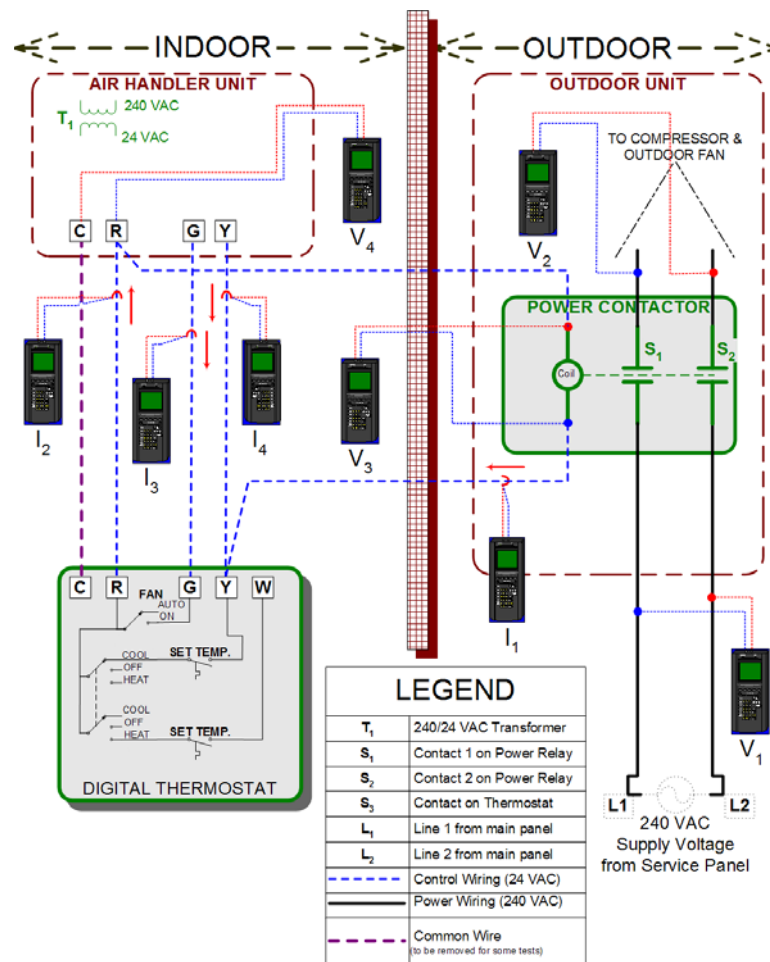 INDOOR
OUTDOOR
AIR HANDLER UNIT
T1
240 VAC
24 VAC
C R G Y
V4
I2
I3
I4
V3
OUTDOOR UNIT
TO COMPRESSOR &
OUTDOOR FAN
V2
POWER CONTACTOR
Coil
S1
S2
I1
V1
L1
L2
240 VAC
Supply Voltage
from Service Panel
C R G Y W
FAN
AUTO
ON
COOL
OFF
HEAT
SET TEMP.
COOL
OFF
HEAT
SET TEMP.
DIGITAL THERMOSTAT
LEGEND
T1 240/24 VAC Transformer
S1 Contact 1 on Power Relay
S2 Contact 2 on Power Relay
S3 Contact on Thermostat
L1 Line 1 from main panel
L2 Line 2 from main panel
Control Wiring (24 VAC)
Power Wiring (240 VAC)
Common Wire
(to be removed for some tests)